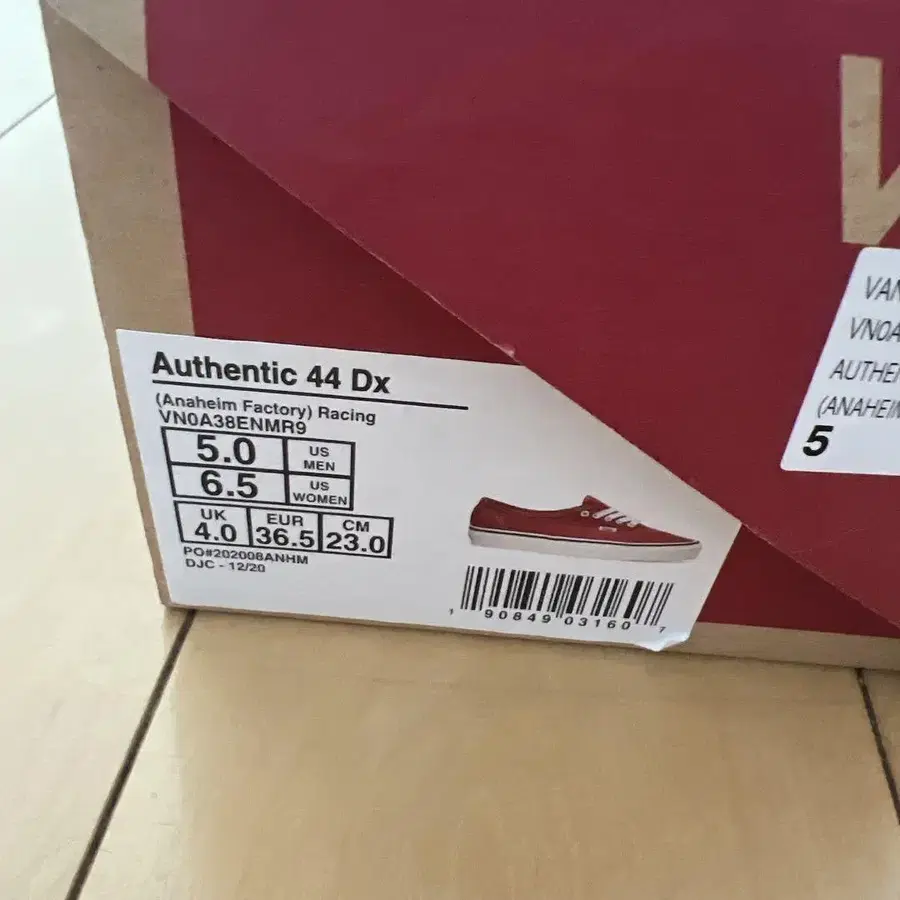 Authentic 44 Dx
(Anaheim Factory) Racing
VN0A38ENMR9
5.0 US MEN
6.5 US WOMEN
UK 4.0 EUR 36.5 CM 23.0
PO#202008ANHM
DJC - 12/20
1 90849 03160 7
V
VAN
VN0A
AUTHEN
(ANAHEIM
5